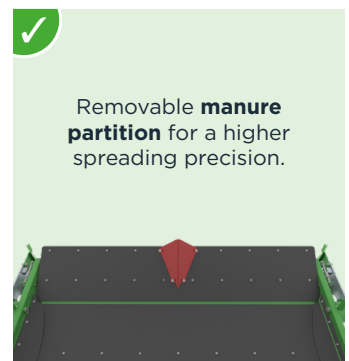 Removable manure
partition for a higher
spreading precision.